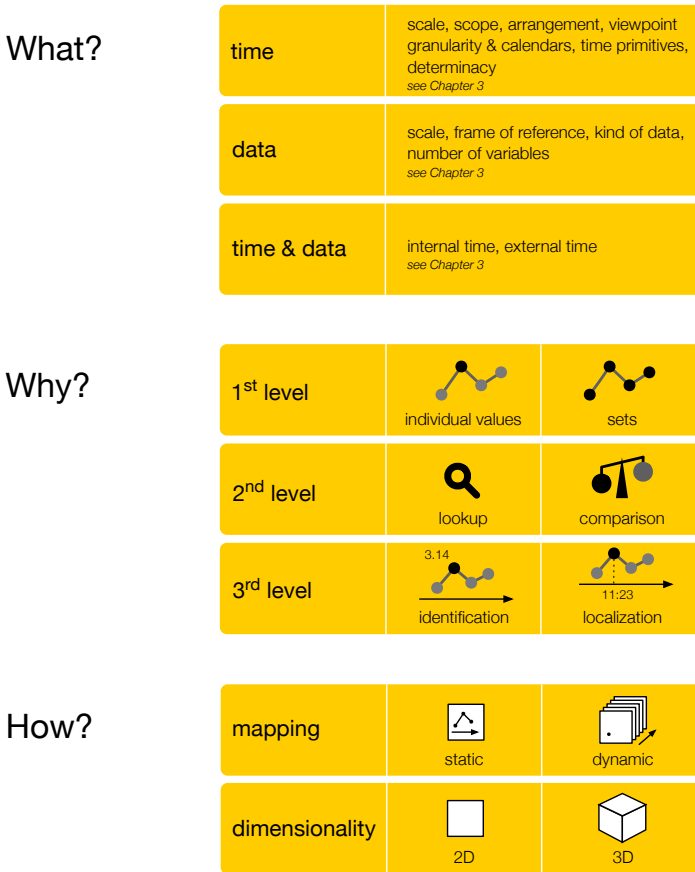 What?
time
scale, scope, arrangement, viewpoint
granularity & calendars, time primitives,
determinacy
see Chapter 3
data
scale, frame of reference, kind of data,
number of variables
see Chapter 3
time & data
internal time, external time
see Chapter 3
Why?
1st level
individual values
sets
2nd level
lookup
comparison
3rd level
3.14
identification
11:23
localization
How?
mapping
static
dynamic
dimensionality
2D
3D